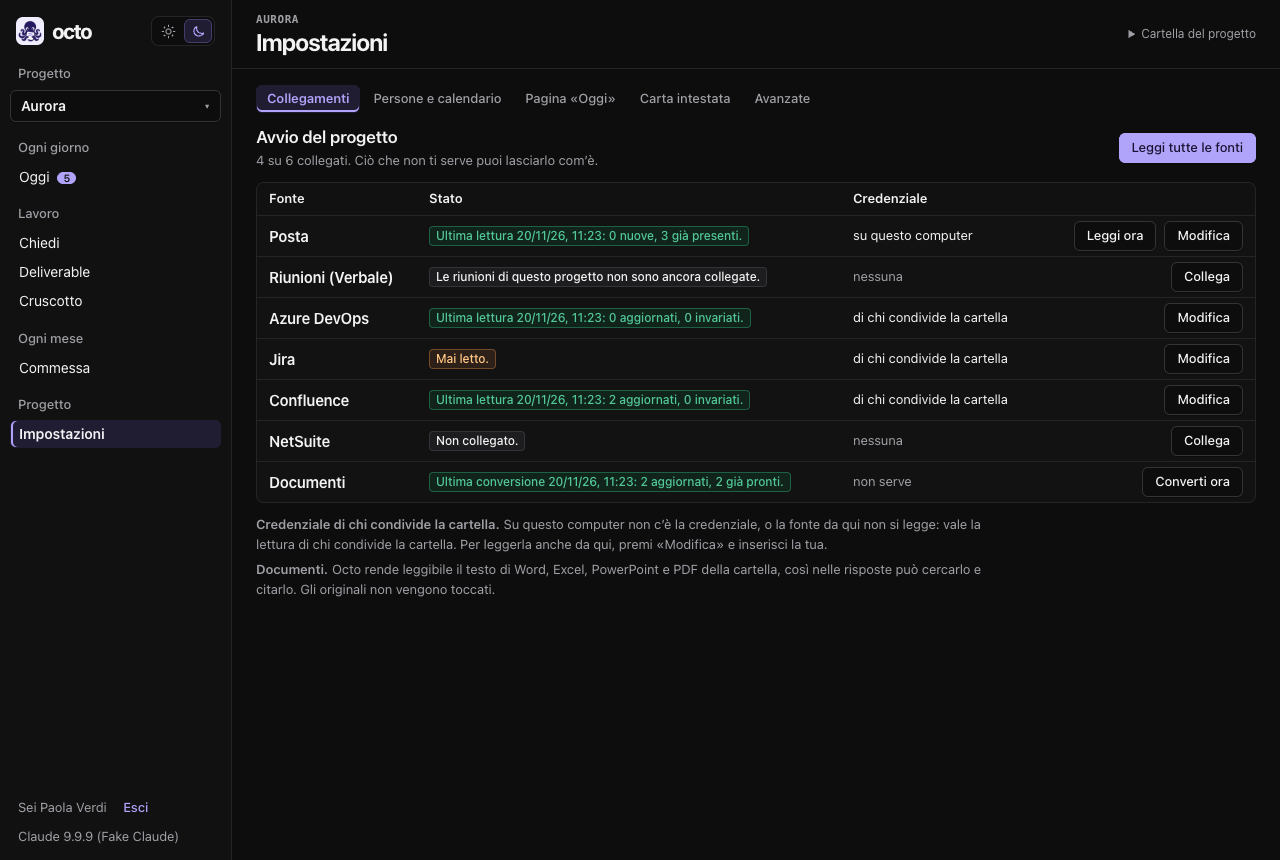 octo
Progetto
Aurora
Ogni giorno
Oggi 5
Lavoro
Chiedi
Deliverable
Cruscotto
Ogni mese
Commessa
Progetto
Impostazioni
Sei Paola Verdi Esci
Claude 9.9.9 (Fake Claude)
AURORA
Impostazioni
Cartella del progetto
Collegamenti Persone e calendario Pagina «Oggi» Carta intestata Avanzate
Avvio del progetto
4 su 6 collegati. Ciò che non ti serve puoi lasciarlo com’è.
Leggi tutte le fonti
Fonte Stato Credenziale
Posta Ultima lettura 20/11/26, 11:23: 0 nuove, 3 già presenti. su questo computer Leggi ora Modifica
Riunioni (Verbale) Le riunioni di questo progetto non sono ancora collegate. nessuna Collega
Azure DevOps Ultima lettura 20/11/26, 11:23: 0 aggiornati, 0 invariati. di chi condivide la cartella Modifica
Jira Mai letto. di chi condivide la cartella Modifica
Confluence Ultima lettura 20/11/26, 11:23: 2 aggiornati, 0 invariati. di chi condivide la cartella Modifica
NetSuite Non collegato. nessuna Collega
Documenti Ultima conversione 20/11/26, 11:23: 2 aggiornati, 2 già pronti. non serve Converti ora
Credenziale di chi condivide la cartella. Su questo computer non c’è la credenziale, o la fonte da qui non si legge: vale la
lettura di chi condivide la cartella. Per leggerla anche da qui, premi «Modifica» e inserisci la tua.
Documenti. Octo rende leggibile il testo di Word, Excel, PowerPoint e PDF della cartella, così nelle risposte può cercarlo e
citarlo. Gli originali non vengono toccati.